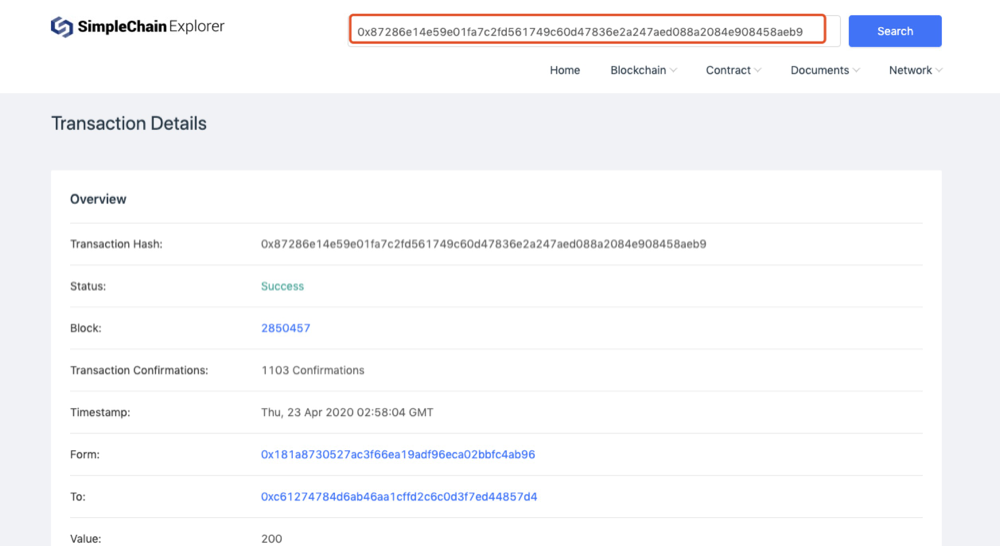 SimpleChain Explorer
0x87286e14e59e01fa7c2fd561749c60d47836e2a247aed088a2084e908458aeb9
Search
Home Blockchain Contract Documents Network
Transaction Details
Overview
Transaction Hash: 0x87286e14e59e01fa7c2fd561749c60d47836e2a247aed088a2084e908458aeb9
Status: Success
Block: 2850457
Transaction Confirmations: 1103 Confirmations
Timestamp: Thu, 23 Apr 2020 02:58:04 GMT
Form: 0x181a8730527ac3f66ea19adf96eca02bbfc4ab96
To: 0xc61274784d6ab46aa1cffd2c6c0d3f7ed44857d4
Value: 200